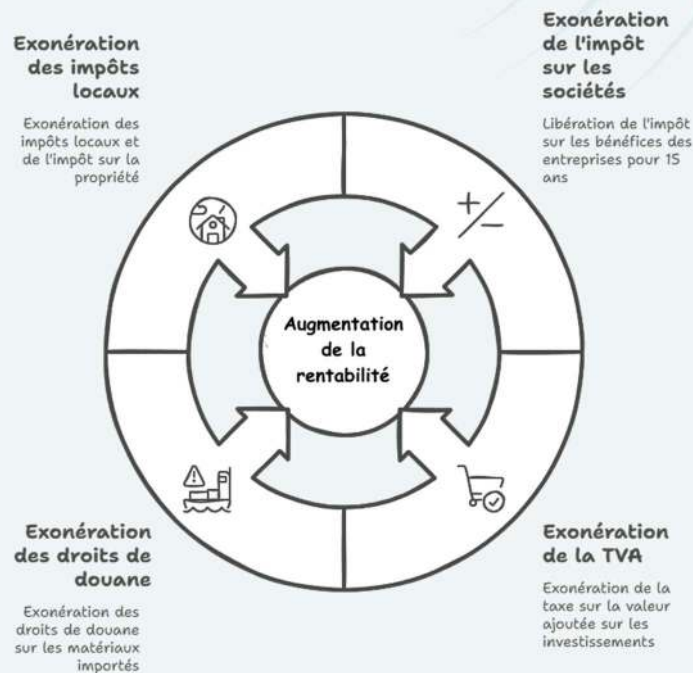 Exonération
des impôts
locaux
Exonération des
impôts locaux et
de l'impôt sur la
propriété
Exonération
de l'impôt
sur les
sociétés
Libération de l'impôt
sur les bénéfices des
entreprises pour 15
ans
Augmentation
de la
rentabilité
Exonération
des droits de
douane
Exonération des
droits de douane
sur les matériaux
importés
Exonération
de la TVA
Exonération de la
taxe sur la valeur
ajoutée sur les
investissements